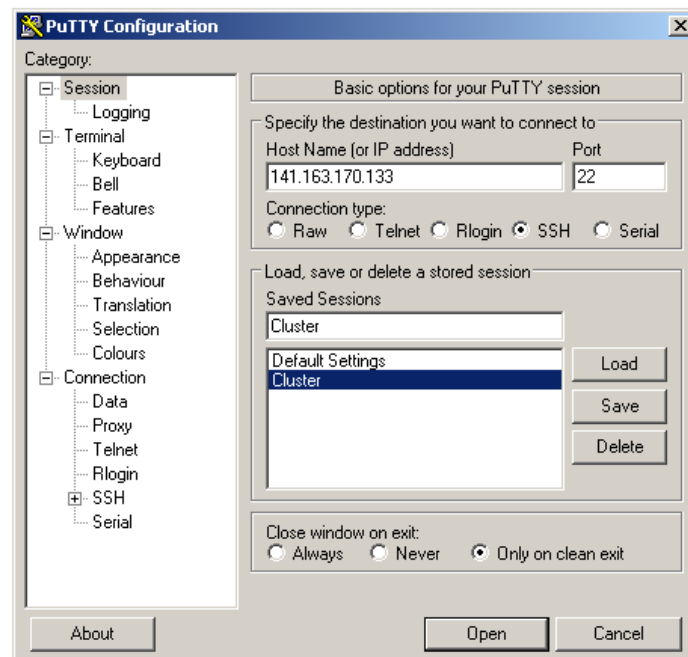 PuTTY Configuration
Category:
Session
Logging
Terminal
Keyboard
Bell
Features
Window
Appearance
Behaviour
Translation
Selection
Colours
Connection
Data
Proxy
Telnet
Rlogin
SSH
Serial
Basic options for your PuTTY session
Specify the destination you want to connect to
Host Name (or IP address) Port
141.163.170.133 22
Connection type:
Raw Telnet Rlogin SSH Serial
Load, save or delete a stored session
Saved Sessions
Cluster
Default Settings
Cluster
Load
Save
Delete
Close window on exit:
Always Never Only on clean exit
About Open Cancel